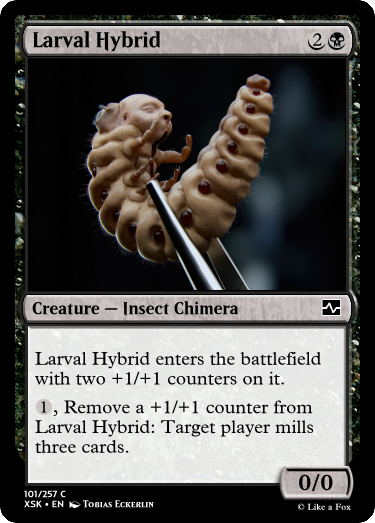 Larval Hybrid 2
Creature — Insect Chimera
Larval Hybrid enters the battlefield
with two +1/+1 counters on it.
1, Remove a +1/+1 counter from
Larval Hybrid: Target player mills
three cards.
0/0
101/257 C
XSK • EN Tobias Eckerlin
© Like a Fox